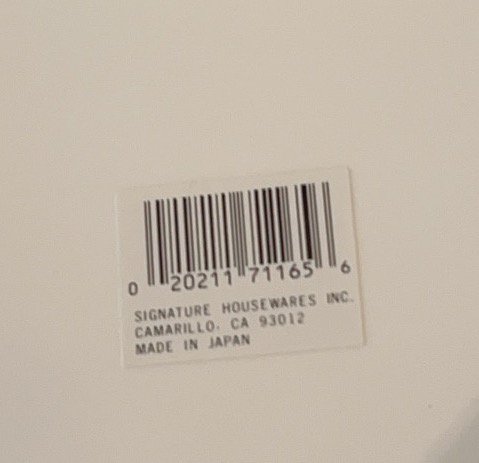 0 20211 71165 6
SIGNATURE HOUSEWARES INC.
CAMARILLO, CA 93012
MADE IN JAPAN